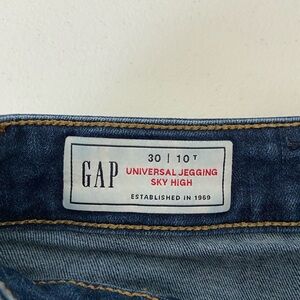 30 | 10 T
GAP
UNIVERSAL JEGGING
SKY HIGH
ESTABLISHED IN 1969